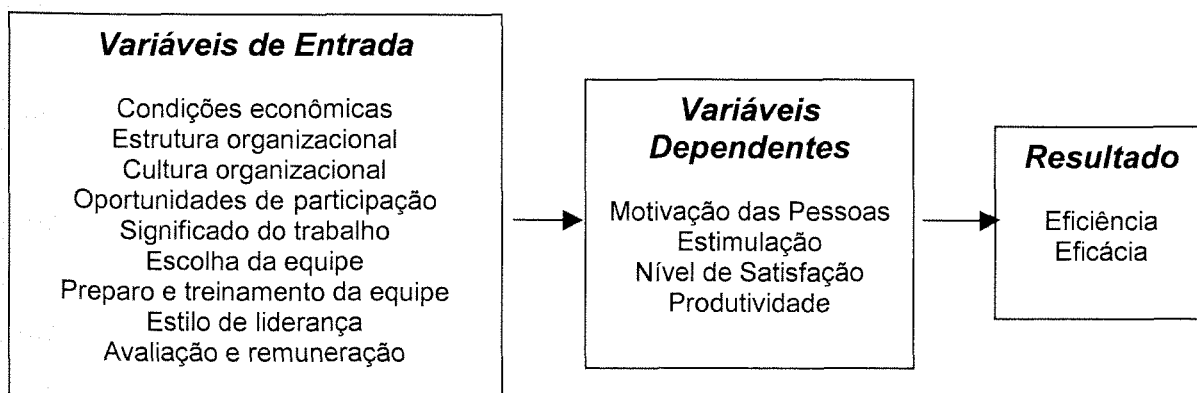 Variáveis de Entrada
Condições econômicas
Estrutura organizacional
Cultura organizacional
Oportunidades de participação
Significado do trabalho
Escolha da equipe
Preparo e treinamento da equipe
Estilo de liderança
Avaliação e remuneração
Variáveis
Dependentes
Motivação das Pessoas
Estimulação
Nível de Satisfação
Produtividade
Resultado
Eficiência
Eficácia